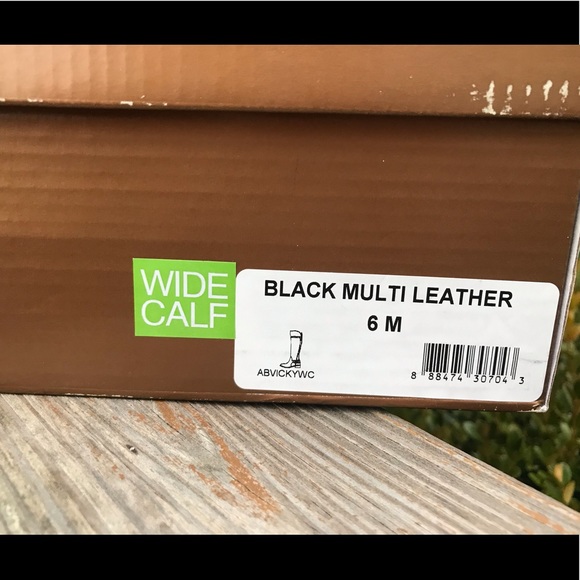 WIDE
CALF
BLACK MULTI LEATHER
6 M
ABVICKYWC
8 88474 30704 3